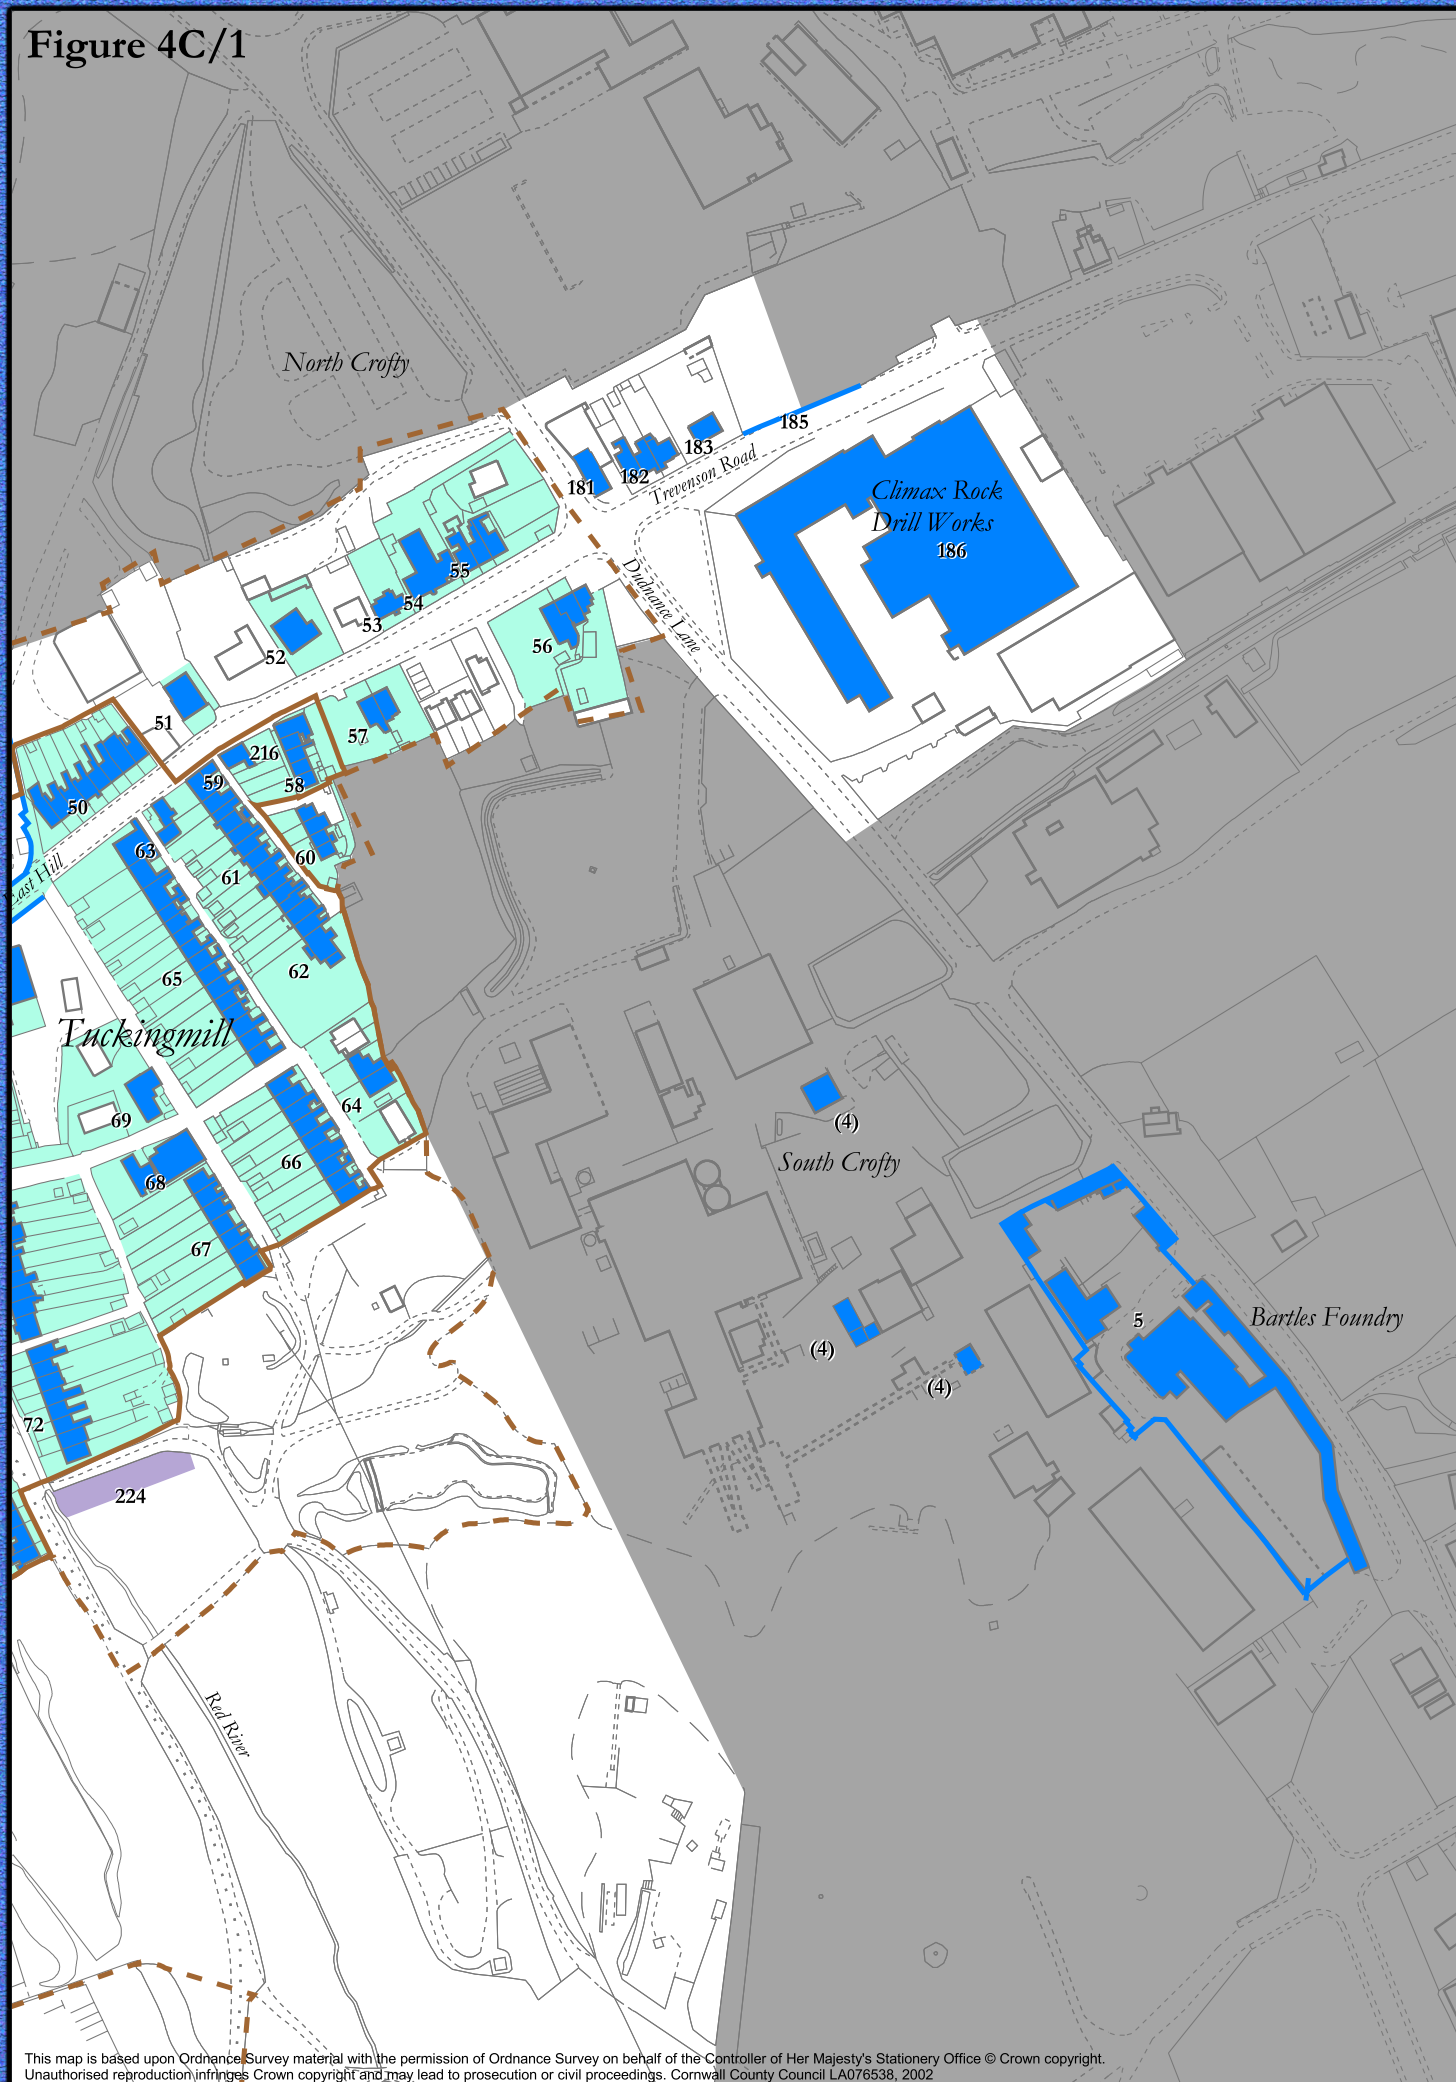 Figure 4C/1
North Crofty
185
183
182
181
Trevenson Road
Climax Rock
Drill Works
186
55
54
53
52
Dudnance Lane
56
51
57
216
59
58
50
63
60
61
East Hill
62
65
Tuckingmill
64
69
(4)
66
South Crofty
68
67
5
Bartles Foundry
(4)
(4)
72
224
Red River
This map is based upon Ordnance Survey material with the permission of Ordnance Survey on behalf of the Controller of Her Majesty's Stationery Office © Crown copyright.
Unauthorised reproduction infringes Crown copyright and may lead to prosecution or civil proceedings. Cornwall County Council LA076538, 2002